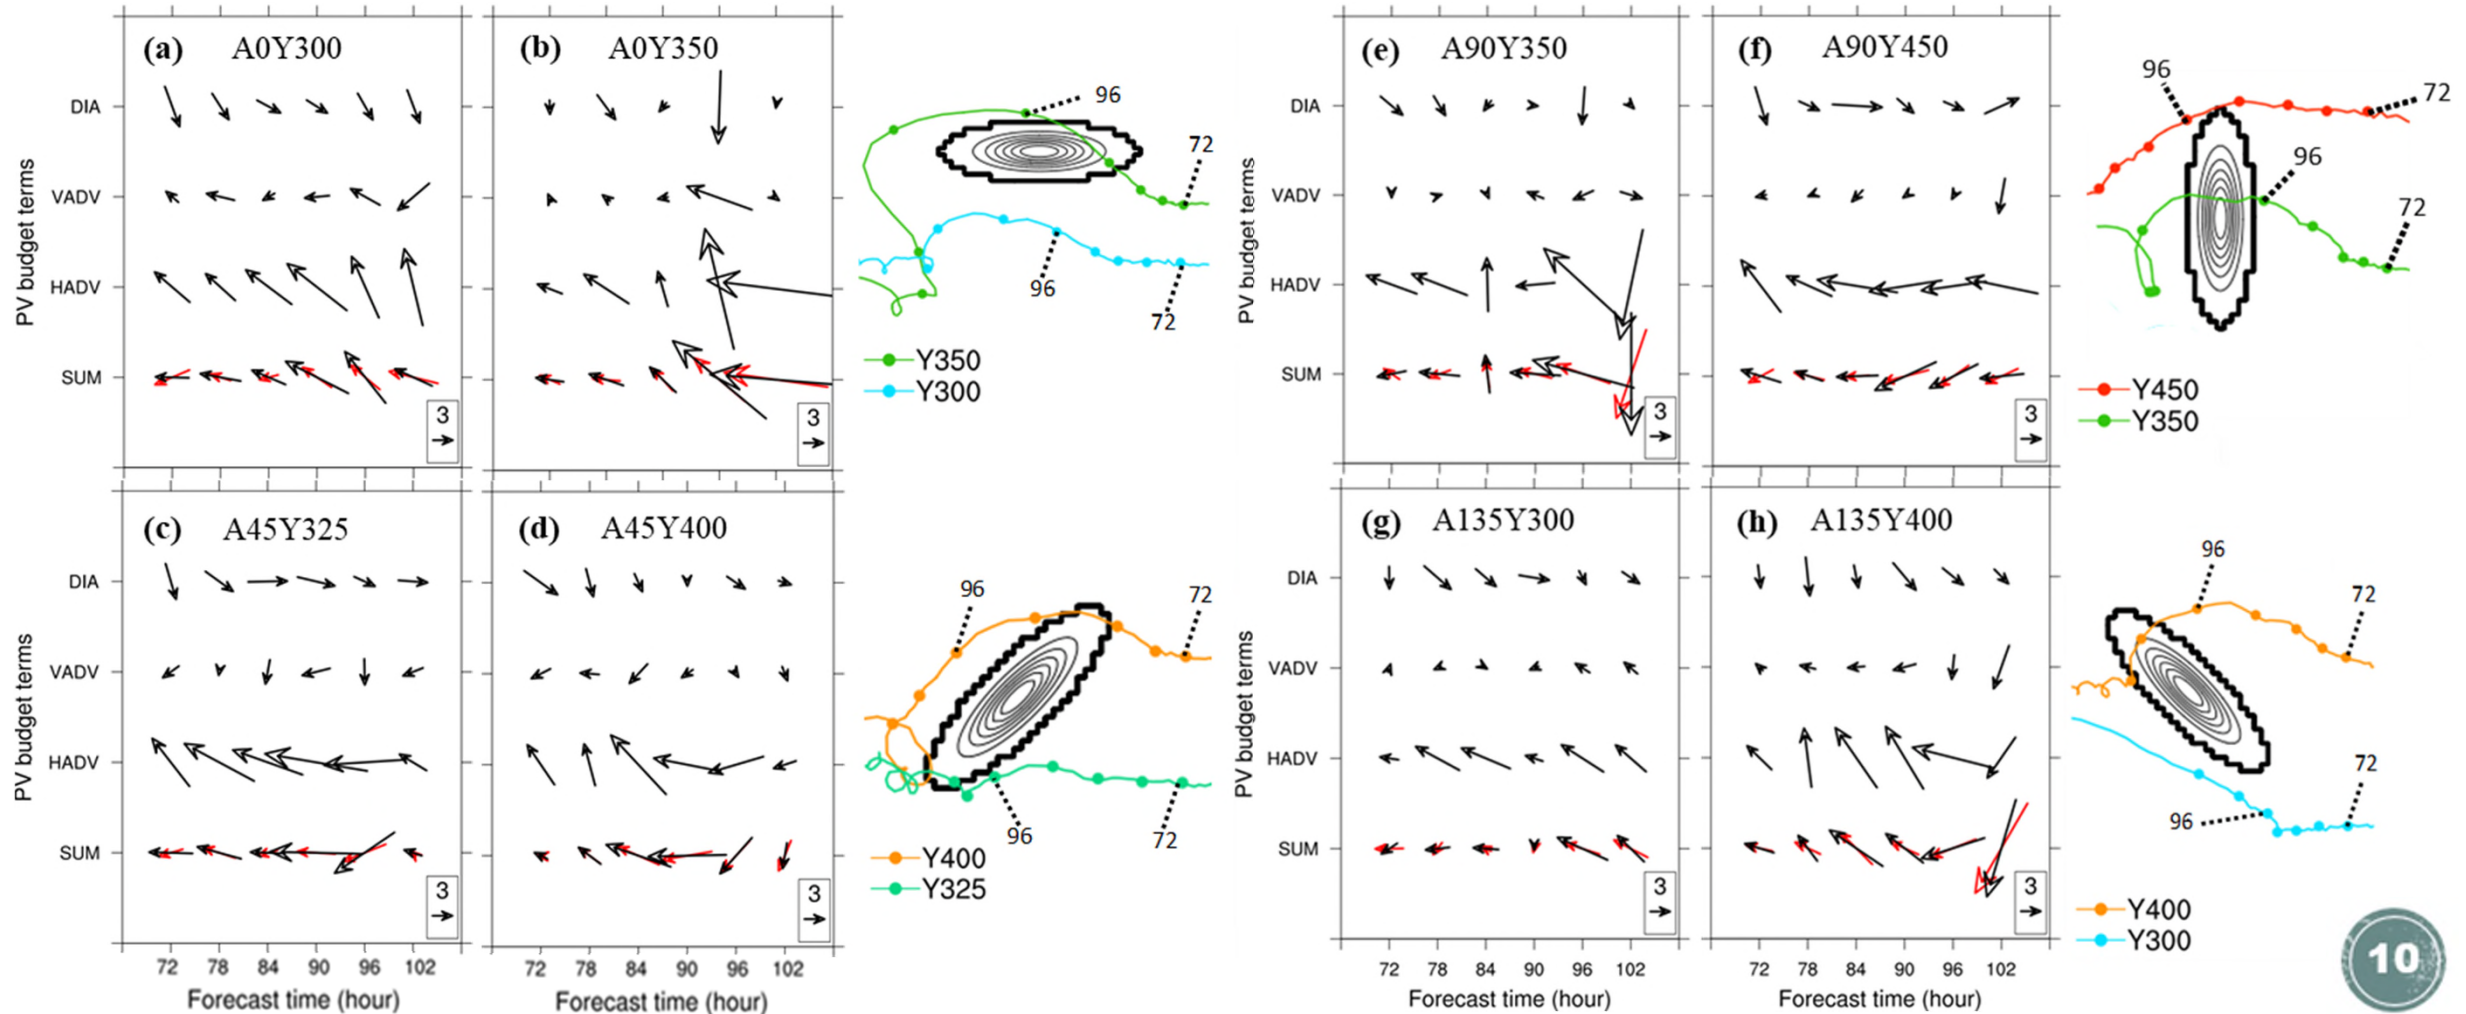 (a) A0Y300
(b) A0Y350
PV budget terms
DIA
VADV
HADV
SUM
3
3
96
72
96
72
Y350
Y300
(e) A90Y350
(f) A90Y450
PV budget terms
DIA
VADV
HADV
SUM
3
3
96
72
96
72
Y450
Y350
(c) A45Y325
(d) A45Y400
PV budget terms
DIA
VADV
HADV
SUM
3
3
72 78 84 90 96 102
72 78 84 90 96 102
Forecast time (hour)
Forecast time (hour)
96
72
96
72
Y400
Y325
(g) A135Y300
(h) A135Y400
PV budget terms
DIA
VADV
HADV
SUM
3
3
72 78 84 90 96 102
72 78 84 90 96 102
Forecast time (hour)
Forecast time (hour)
96
72
72
96
Y400
Y300
10